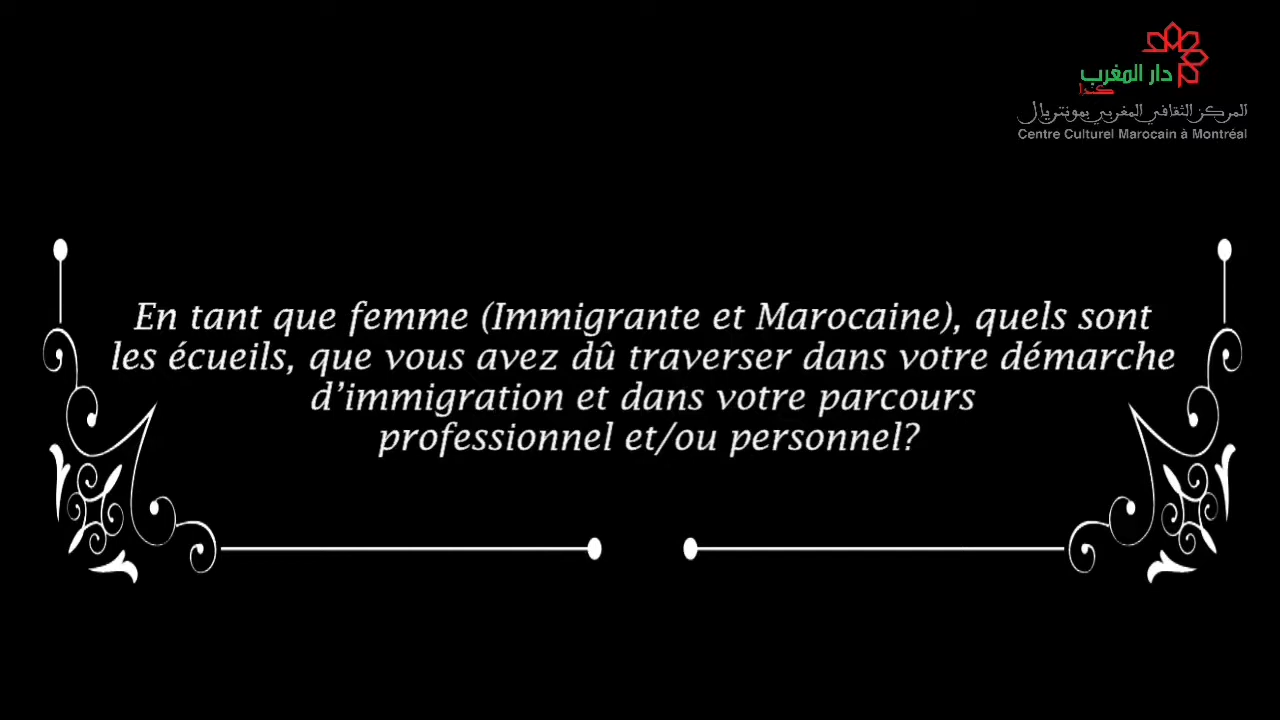 دار المغرب
كندا
المركز الثقافي المغربي بمونتريال
Centre Culturel Marocain à Montréal
En tant que femme (Immigrante et Marocaine), quels sont
les écueils, que vous avez dû traverser dans votre démarche
d’immigration et dans votre parcours
professionnel et/ou personnel?